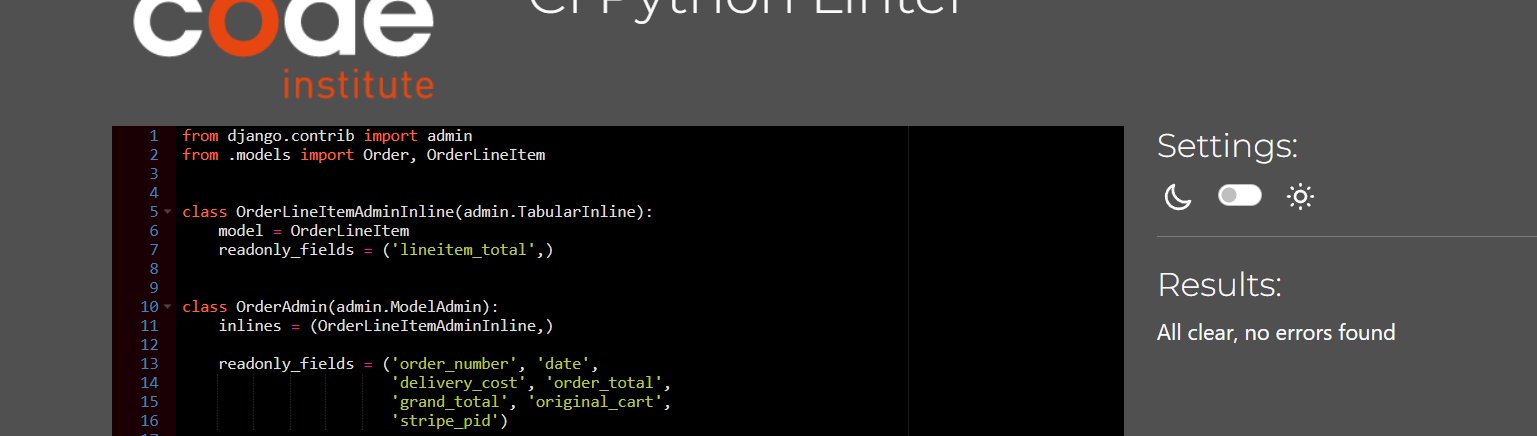 code
institute
CI Python Linter
1 from django.contrib import admin
2 from .models import Order, OrderLineItem
3
4
5 class OrderLineItemAdminInline(admin.TabularInline):
6     model = OrderLineItem
7     readonly_fields = ('lineitem_total',)
8
9
10 class OrderAdmin(admin.ModelAdmin):
11     inlines = (OrderLineItemAdminInline,)
12
13     readonly_fields = ('order_number', 'date',
14                        'delivery_cost', 'order_total',
15                        'grand_total', 'original_cart',
16                        'stripe_pid')
Settings:
Results:
All clear, no errors found